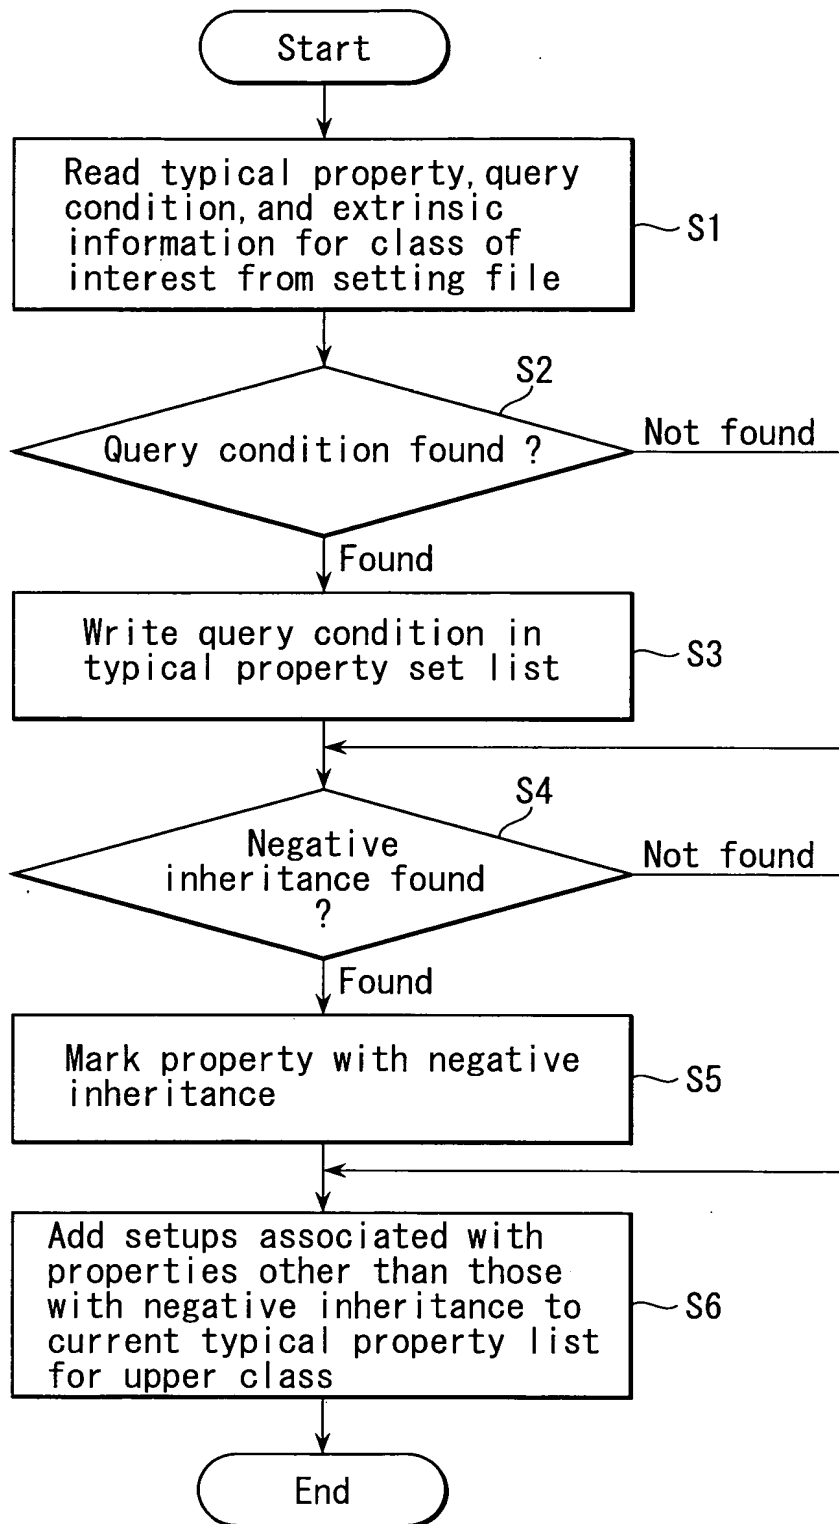 Start
Read typical property, query
condition, and extrinsic
information for class of
interest from setting file
S1
S2
Query condition found ?
Not found
Found
Write query condition in
typical property set list
S3
S4
Negative
inheritance found
?
Not found
Found
Mark property with negative
inheritance
S5
Add setups associated with
properties other than those
with negative inheritance to
current typical property list
for upper class
S6
End